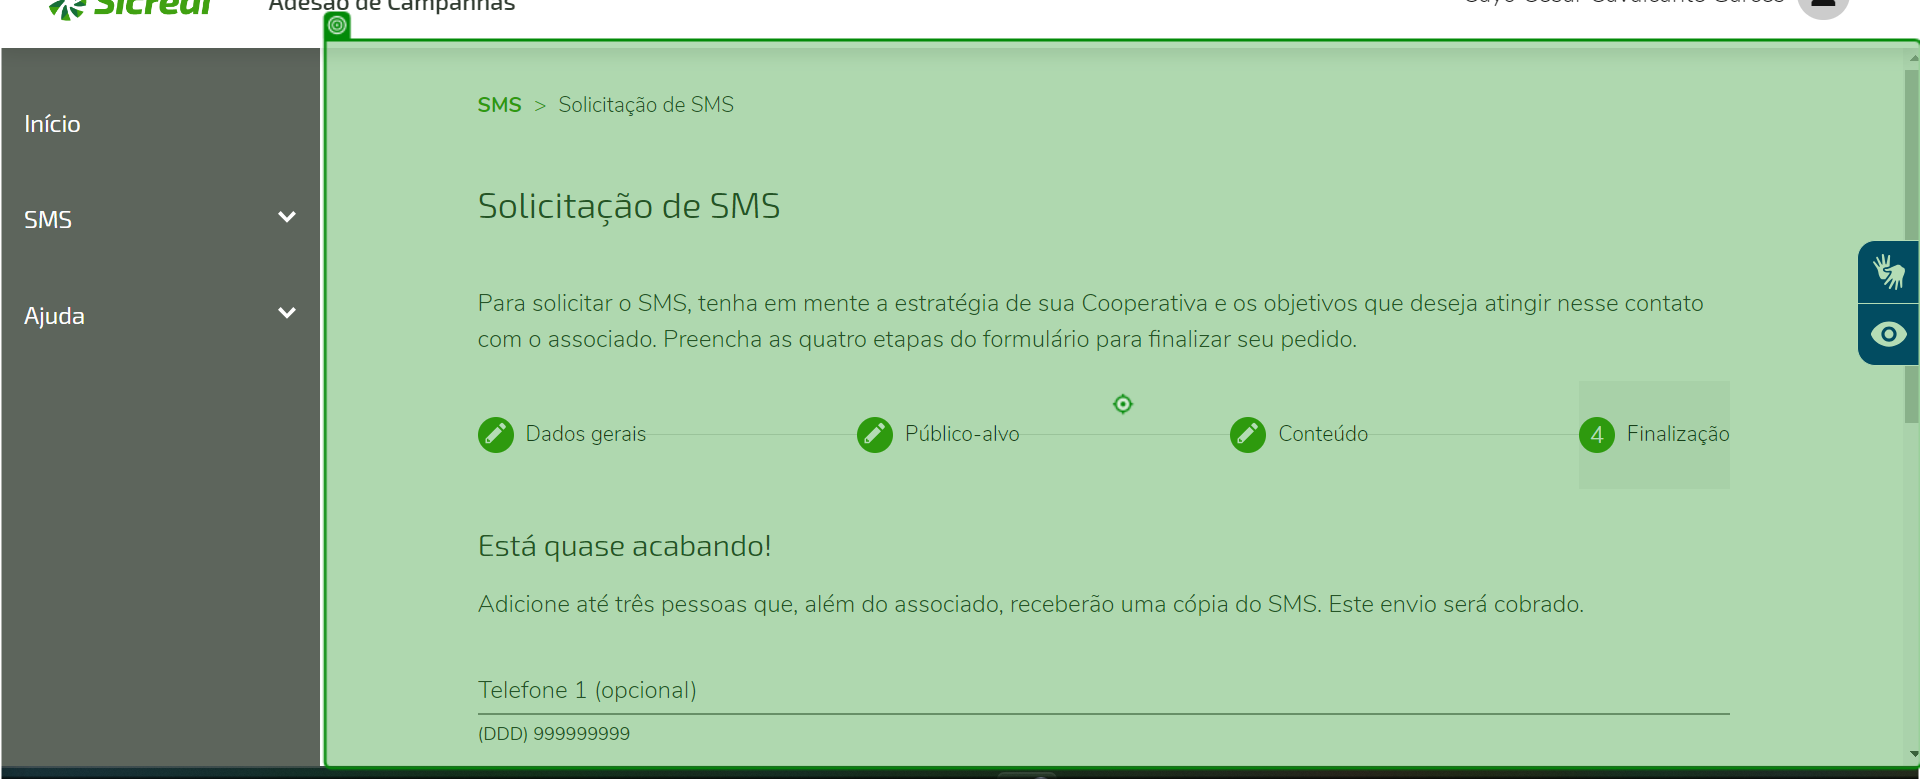 Sicredi
Adesão de Campanhas
Início
SMS
Ajuda
SMS > Solicitação de SMS
Solicitação de SMS
Para solicitar o SMS, tenha em mente a estratégia de sua Cooperativa e os objetivos que deseja atingir nesse contato
com o associado. Preencha as quatro etapas do formulário para finalizar seu pedido.
Dados gerais
Público-alvo
Conteúdo
4 Finalização
Está quase acabando!
Adicione até três pessoas que, além do associado, receberão uma cópia do SMS. Este envio será cobrado.
Telefone 1 (opcional)
(DDD) 999999999